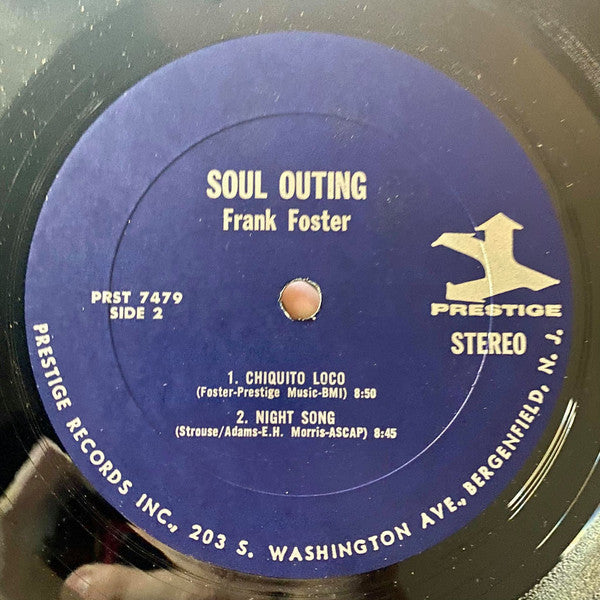 SOUL OUTING
Frank Foster
PRESTIGE
PRST 7479
SIDE 2
STEREO
1. CHIQUITO LOCO
(Foster-Prestige Music-BMI) 8:50
2. NIGHT SONG
(Strouse/Adams-E.H. Morris-ASCAP) 8:45
PRESTIGE RECORDS INC., 203 S. WASHINGTON AVE., BERGENFIELD, N. J.